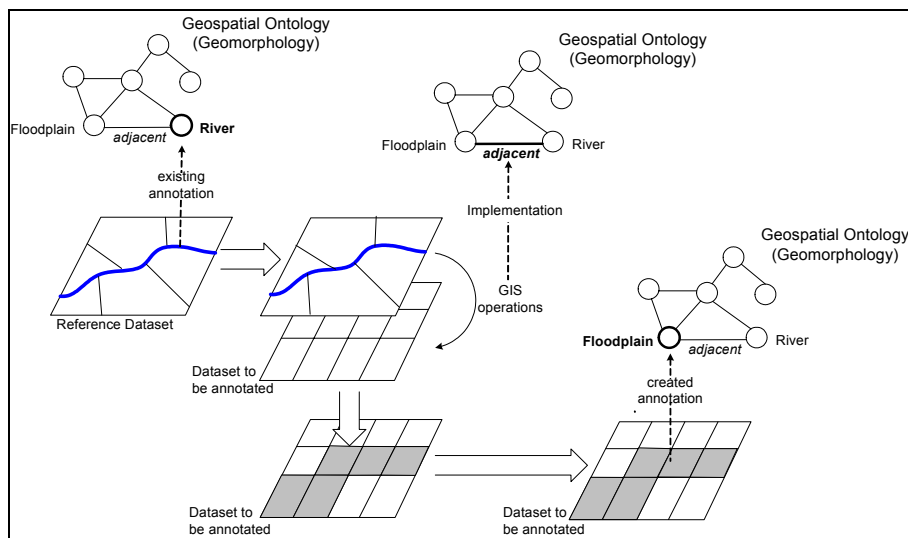 Geospatial Ontology
(Geomorphology)
Floodplain
adjacent
River
existing
annotation
Reference Dataset
Geospatial Ontology
(Geomorphology)
Floodplain
adjacent
River
Implementation
GIS
operations
Dataset to
be annotated
Geospatial Ontology
(Geomorphology)
Floodplain
adjacent
River
created
annotation
Dataset to
be annotated
Dataset to
be annotated